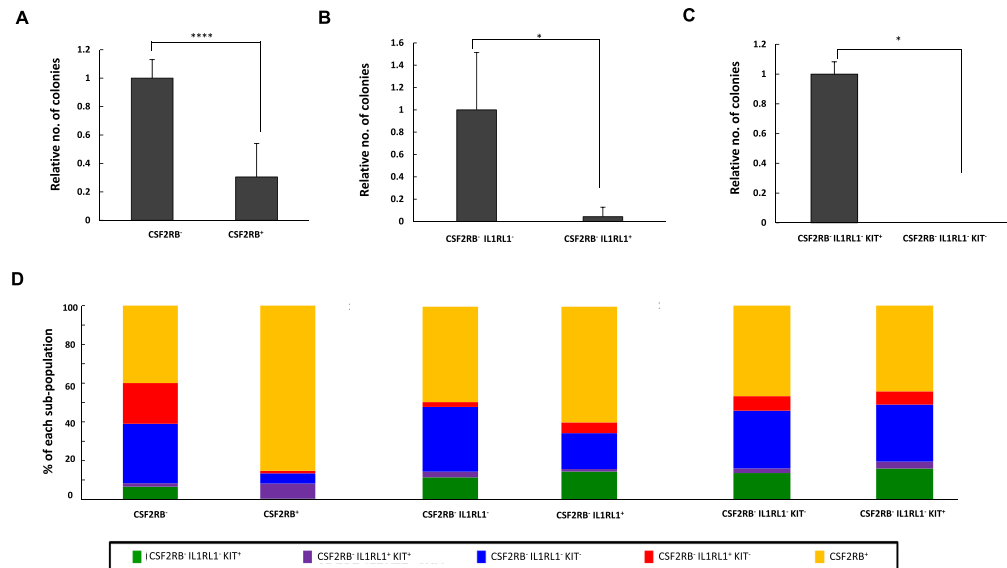 A
B
C
****
*
*
Relative no. of colonies
1.2
1
0.8
0.6
0.4
0.2
0
CSF2RB⁻
CSF2RB⁺
Relative no. of colonies
1.6
1.4
1.2
1
0.8
0.6
0.4
0.2
0
CSF2RB⁻ IL1RL1⁻
CSF2RB⁻ IL1RL1⁺
Relative no. of colonies
1.2
1
0.8
0.6
0.4
0.2
0
CSF2RB⁻ IL1RL1⁻ KIT⁺
CSF2RB⁻ IL1RL1⁻ KIT⁻
D
% of each sub-population
100
80
60
40
20
0
CSF2RB⁻
CSF2RB⁺
CSF2RB⁻ IL1RL1⁻
CSF2RB⁻ IL1RL1⁺
CSF2RB⁻ IL1RL1⁻ KIT⁻
CSF2RB⁻ IL1RL1⁻ KIT⁺
CSF2RB⁻ IL1RL1⁻ KIT⁺
CSF2RB⁻ IL1RL1⁺ KIT⁺
CSF2RB⁻ IL1RL1⁻ KIT⁻
CSF2RB⁻ IL1RL1⁺ KIT⁻
CSF2RB⁺